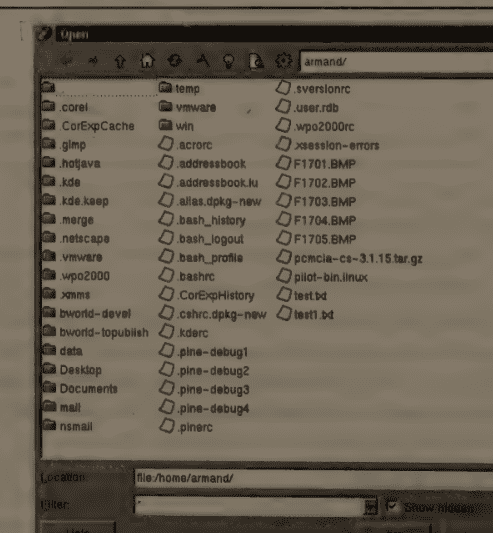 Open
armand/
..
.corel
.CorExpCache
.gimp
.hotjava
.kde
.kde.keep
.merge
.netscape
.vmware
.wpo2000
.xmms
bworld-devel
bworld-topublish
data
Desktop
Documents
mail
nsmail
temp
vmware
win
.acrorc
.addressbook
.addressbook.lu
.alias.dpkg-new
.bash_history
.bash_logout
.bash_profile
.bashrc
.CorExpHistory
.cshrc.dpkg-new
.kderc
.pine-debug1
.pine-debug2
.pine-debug3
.pine-debug4
.pinerc
.sversionrc
.user.rdb
.wpo2000rc
.xsession-errors
F1701.BMP
F1702.BMP
F1703.BMP
F1704.BMP
F1705.BMP
pcmcia-cs-3.1.15.tar.gz
pilot-bin.linux
test.txt
test1.txt
Location: file:/home/armand/
Filter: * Show hidden